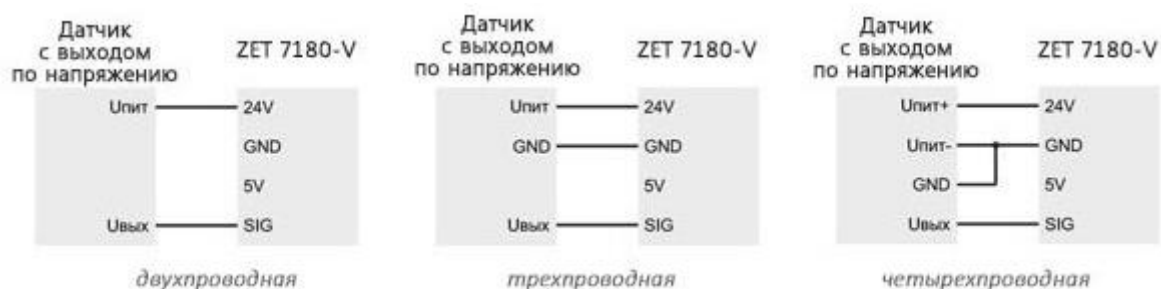 Датчик
с выходом
по напряжению
ZET 7180-V
Uпит
24V
GND
5V
Uвых
SIG
двухпроводная
Датчик
с выходом
по напряжению
ZET 7180-V
Uпит
24V
GND
GND
5V
Uвых
SIG
трехпроводная
Датчик
с выходом
по напряжению
ZET 7180-V
Uпит+
24V
Uпит-
GND
GND
5V
Uвых
SIG
четырехпроводная